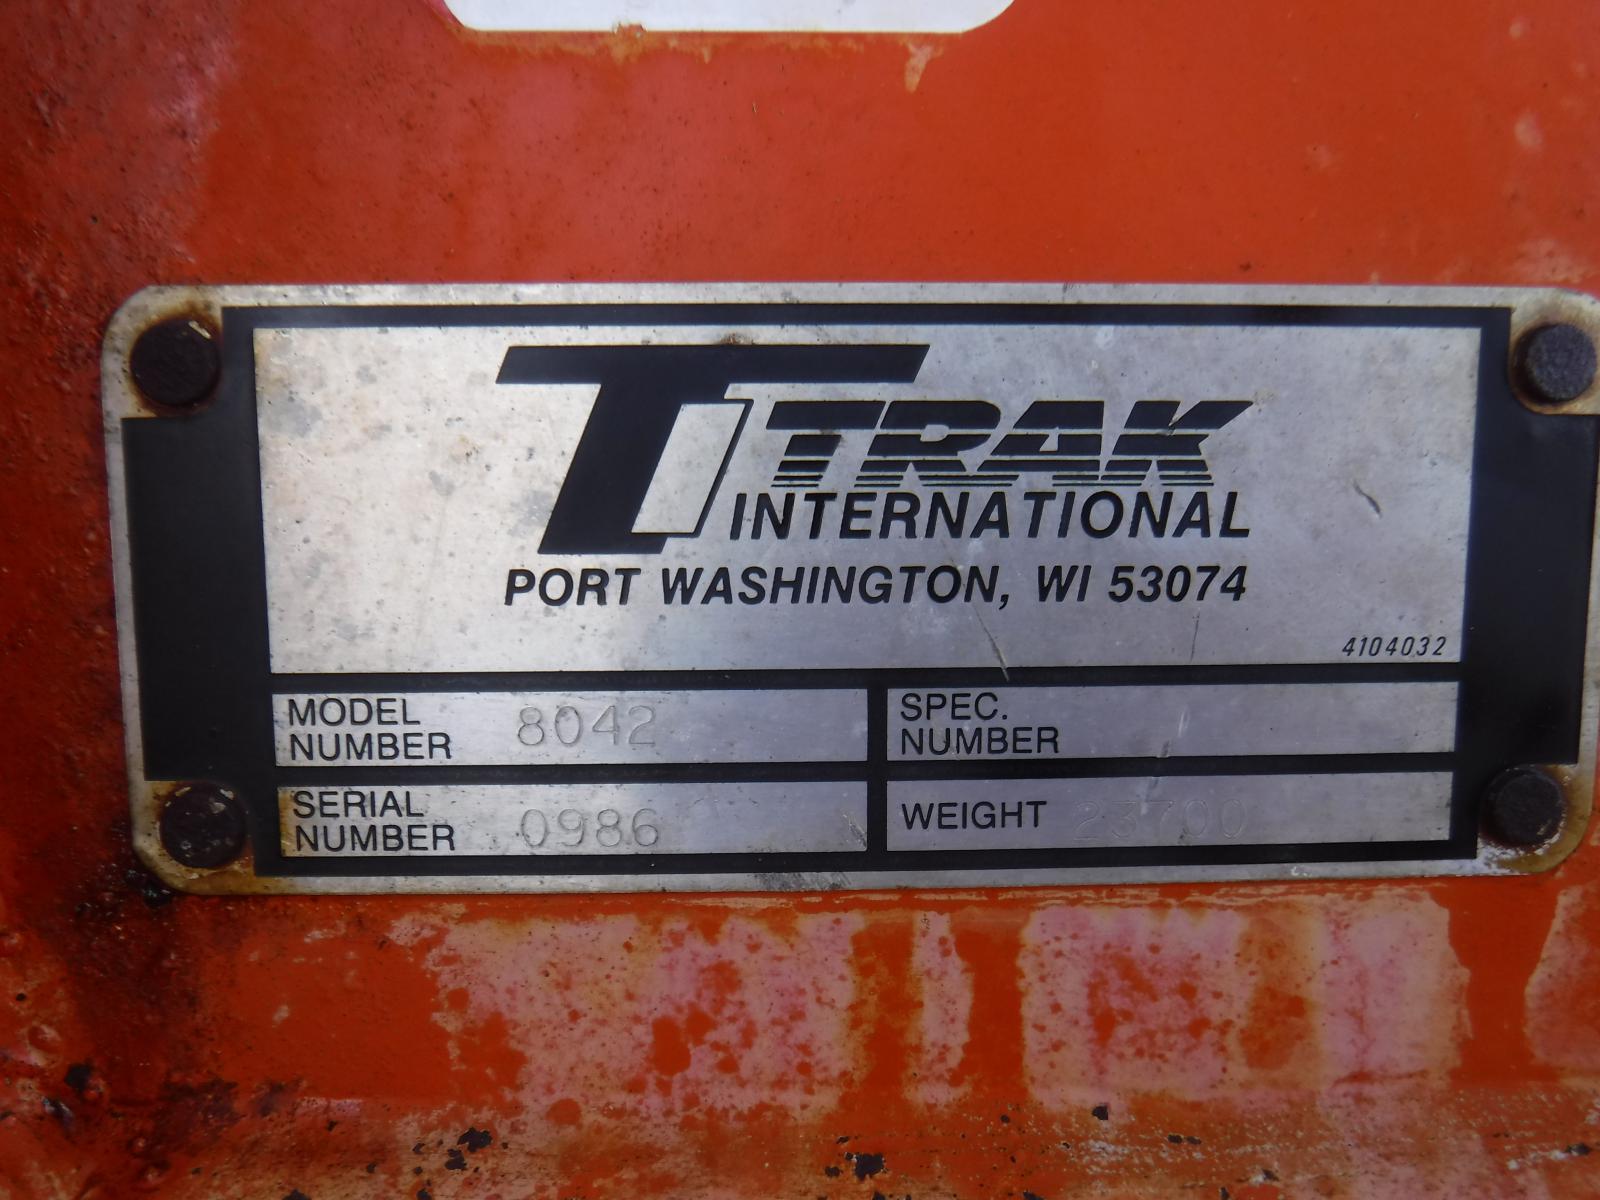 TRAK
INTERNATIONAL
PORT WASHINGTON, WI 53074
4104032
MODEL NUMBER 8042
SPEC. NUMBER
SERIAL NUMBER 0986
WEIGHT 23700